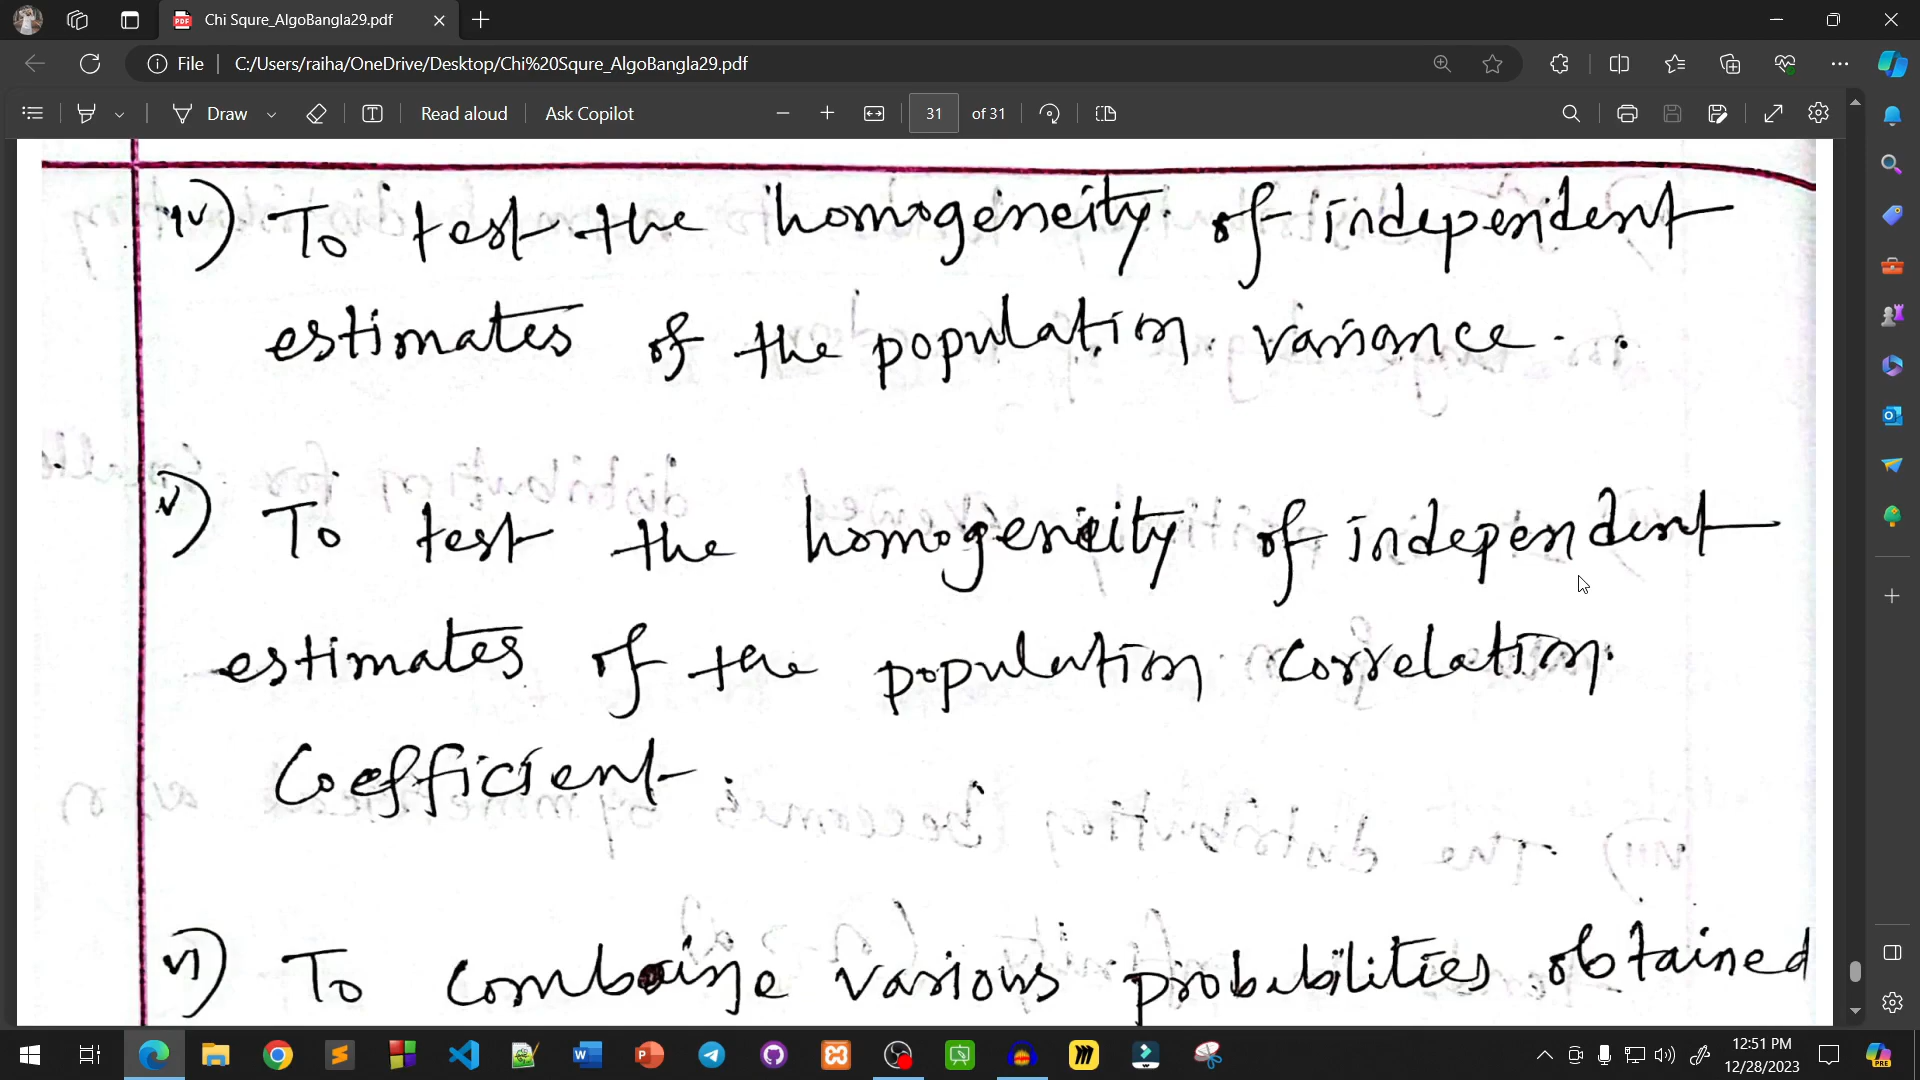 Chi Squre_AlgoBangla29.pdf
File
C:/Users/raiha/OneDrive/Desktop/Chi%20Squre_AlgoBangla29.pdf
Draw
Read aloud
Ask Copilot
31
of 31
iv) To test the homogeneity of independent
estimates of the population variance.
v) To test the homogeneity of independent
estimates of the population correlation
Coefficient.
vi) To combine various probabilities obtained
12:51 PM
12/28/2023